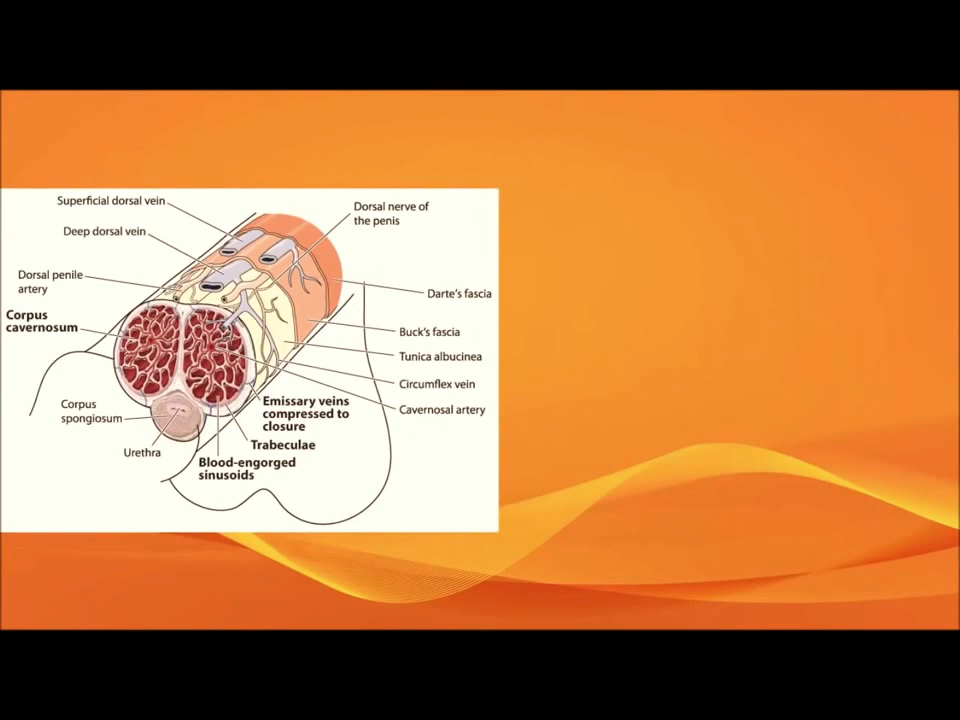 Superficial dorsal vein
Dorsal nerve of
the penis
Deep dorsal vein
Dorsal penile
artery
Darte's fascia
Corpus
cavernosum
Buck's fascia
Tunica albucinea
Circumflex vein
Emissary veins
compressed to
closure
Cavernosal artery
Corpus
spongiosum
Trabeculae
Urethra
Blood-engorged
sinusoids